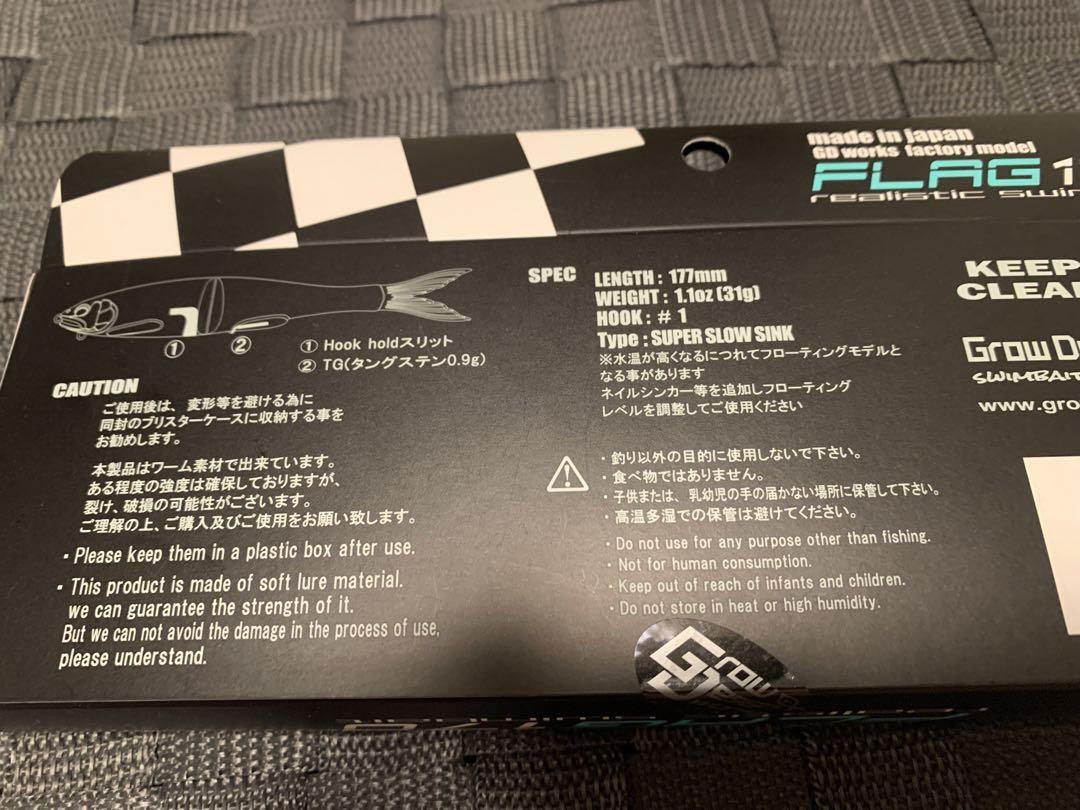 made in japan
GD works factory model
FLAG 1
realistic
SPEC
LENGTH : 177mm
WEIGHT : 1.1oz (31g)
HOOK : # 1
Type : SUPER SLOW SINK
※水温が高くなるにつれてフローティングモデルと
なる事があります
ネイルシンカー等を追加しフローティング
レベルを調整してご使用ください
① ②
① Hook holdスリット
② TG(タングステン0.9g)
CAUTION
ご使用後は、変形等を避ける為に
同封のブリスターケースに収納する事を
お勧めします。
本製品はワーム素材で出来ています。
ある程度の強度は確保しておりますが、
裂け、破損の可能性がございます。
ご理解の上、ご購入及びご使用をお願い致します。
・Please keep them in a plastic box after use.
・This product is made of soft lure material.
we can guarantee the strength of it.
But we can not avoid the damage in the process of use,
please understand.
・釣り以外の目的に使用しないで下さい。
・食べ物ではありません。
・子供または、乳幼児の手の届かない場所に保管して下さい。
・高温多湿での保管は避けてください。
・Do not use for any purpose other than fishing.
・Not for human consumption.
・Keep out of reach of infants and children.
・Do not store in heat or high humidity.
KEEP
CLEA
Grow D
SWIMBAIT
www.gro